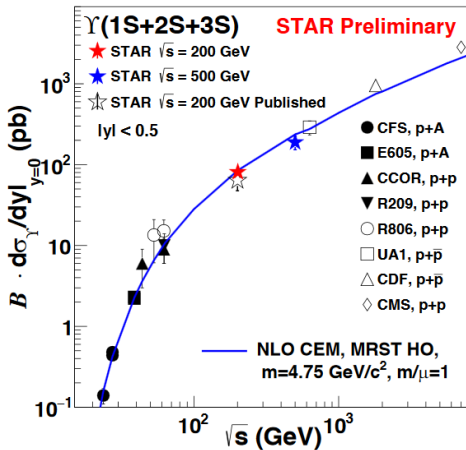 ϒ(1S+2S+3S)
STAR Preliminary
STAR √s = 200 GeV
STAR √s = 500 GeV
STAR √s = 200 GeV Published
|y| < 0.5
CFS, p+A
E605, p+A
CCOR, p+p
R209, p+p
R806, p+p
UA1, p+p̄
CDF, p+p̄
CMS, p+p
NLO CEM, MRST HO,
m=4.75 GeV/c², m/μ=1
B · dσϒ/dy|y=0 (pb)
10³
10²
10
1
10⁻¹
10² 10³
√s (GeV)